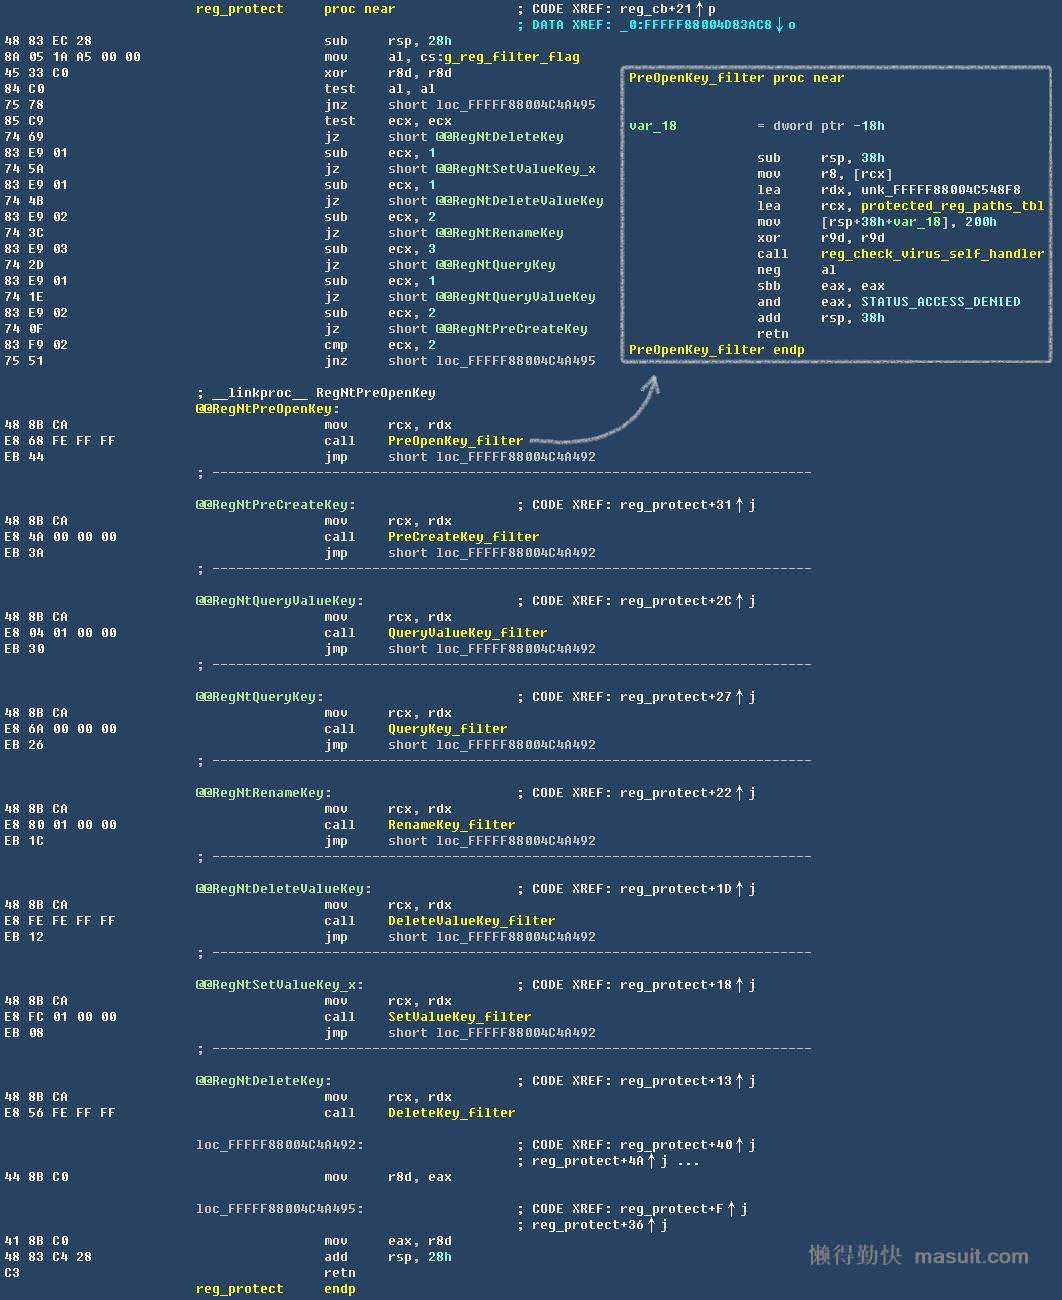 reg_protect proc near ; CODE XREF: reg_cb+21↑p
; DATA XREF: _0:FFFFF88004D83AC8↓o
48 83 EC 28 sub rsp, 28h
8A 05 1A A5 00 00 mov al, cs:g_reg_filter_flag
45 33 C0 xor r8d, r8d
84 C0 test al, al
75 78 jnz short loc_FFFFF88004C4A495
85 C9 test ecx, ecx
74 69 jz short @@RegNtDeleteKey
83 E9 01 sub ecx, 1
74 5A jz short @@RegNtSetValueKey_x
83 E9 01 sub ecx, 1
74 4B jz short @@RegNtDeleteValueKey
83 E9 02 sub ecx, 2
74 3C jz short @@RegNtRenameKey
83 E9 03 sub ecx, 3
74 2D jz short @@RegNtQueryKey
83 E9 01 sub ecx, 1
74 1E jz short @@RegNtQueryValueKey
83 E9 02 sub ecx, 2
74 0F jz short @@RegNtPreCreateKey
83 F9 02 cmp ecx, 2
75 51 jnz short loc_FFFFF88004C4A495
PreOpenKey_filter proc near
var_18 = dword ptr -18h
sub rsp, 38h
mov r8, [rcx]
lea rdx, unk_FFFFF88004C548F8
lea rcx, protected_reg_paths_tbl
mov [rsp+38h+var_18], 200h
xor r9d, r9d
call reg_check_virus_self_handler
neg al
sbb eax, eax
and eax, STATUS_ACCESS_DENIED
add rsp, 38h
retn
PreOpenKey_filter endp
; __linkproc__ RegNtPreOpenKey
@@RegNtPreOpenKey:
48 8B CA mov rcx, rdx
E8 68 FE FF FF call PreOpenKey_filter
EB 44 jmp short loc_FFFFF88004C4A492
; ---------------------------------------------------------------------------
@@RegNtPreCreateKey: ; CODE XREF: reg_protect+31↑j
48 8B CA mov rcx, rdx
E8 4A 00 00 00 call PreCreateKey_filter
EB 3A jmp short loc_FFFFF88004C4A492
; ---------------------------------------------------------------------------
@@RegNtQueryValueKey: ; CODE XREF: reg_protect+2C↑j
48 8B CA mov rcx, rdx
E8 04 01 00 00 call QueryValueKey_filter
EB 30 jmp short loc_FFFFF88004C4A492
; ---------------------------------------------------------------------------
@@RegNtQueryKey: ; CODE XREF: reg_protect+27↑j
48 8B CA mov rcx, rdx
E8 6A 00 00 00 call QueryKey_filter
EB 26 jmp short loc_FFFFF88004C4A492
; ---------------------------------------------------------------------------
@@RegNtRenameKey: ; CODE XREF: reg_protect+22↑j
48 8B CA mov rcx, rdx
E8 80 01 00 00 call RenameKey_filter
EB 1C jmp short loc_FFFFF88004C4A492
; ---------------------------------------------------------------------------
@@RegNtDeleteValueKey: ; CODE XREF: reg_protect+1D↑j
48 8B CA mov rcx, rdx
E8 FE FE FF FF call DeleteValueKey_filter
EB 12 jmp short loc_FFFFF88004C4A492
; ---------------------------------------------------------------------------
@@RegNtSetValueKey_x: ; CODE XREF: reg_protect+18↑j
48 8B CA mov rcx, rdx
E8 FC 01 00 00 call SetValueKey_filter
EB 08 jmp short loc_FFFFF88004C4A492
; ---------------------------------------------------------------------------
@@RegNtDeleteKey: ; CODE XREF: reg_protect+13↑j
48 8B CA mov rcx, rdx
E8 56 FE FF FF call DeleteKey_filter
loc_FFFFF88004C4A492: ; CODE XREF: reg_protect+40↑j
; reg_protect+4A↑j ...
44 8B C0 mov r8d, eax
loc_FFFFF88004C4A495: ; CODE XREF: reg_protect+F↑j
; reg_protect+36↑j
41 8B C0 mov eax, r8d
48 83 C4 28 add rsp, 28h
C3 retn
reg_protect endp
懒得勤快 masuit.com